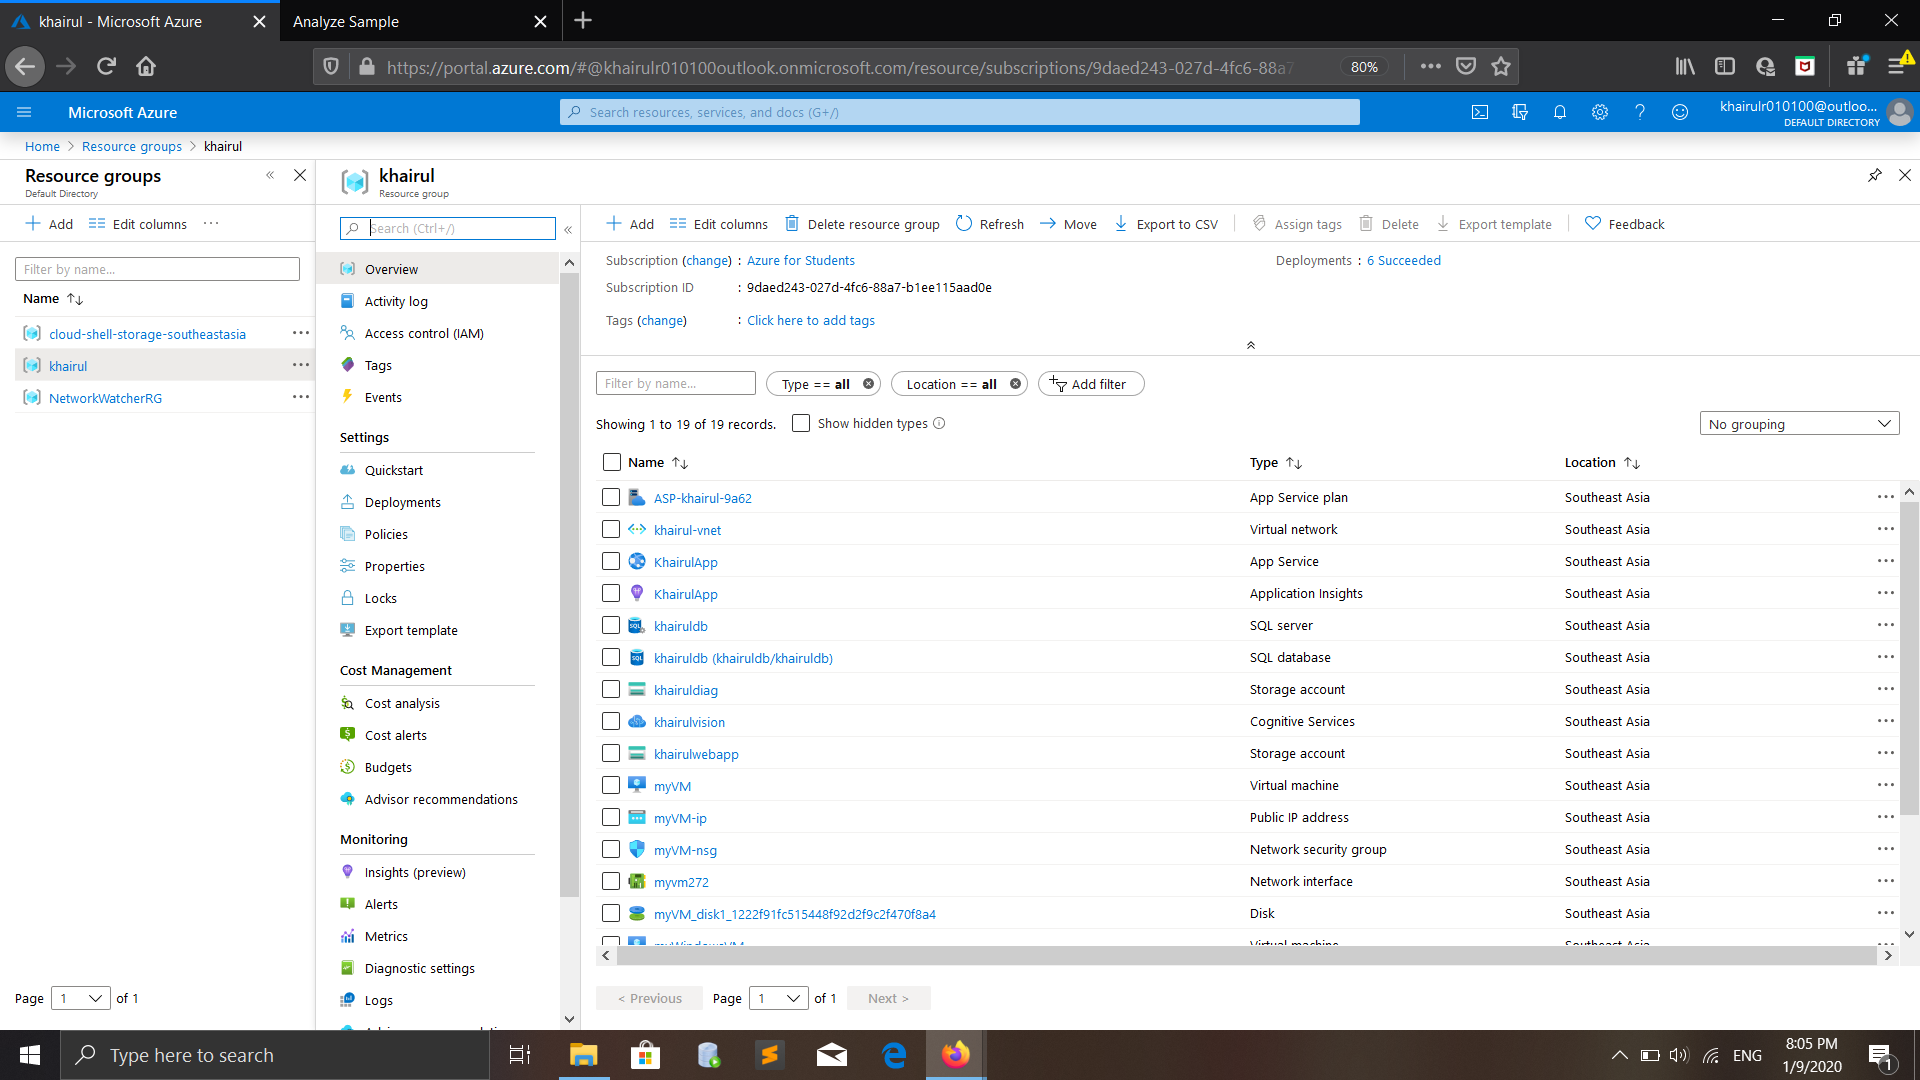 khairul - Microsoft Azure
Analyze Sample
https://portal.azure.com/#@khairulr010100outlook.onmicrosoft.com/resource/subscriptions/9daed243-027d-4fc6-88a7
80%
Microsoft Azure
Search resources, services, and docs (G+/)
khairulr010100@outloo...
DEFAULT DIRECTORY
Home > Resource groups > khairul
Resource groups
Default Directory
Add
Edit columns
Filter by name...
Name
cloud-shell-storage-southeastasia
khairul
NetworkWatcherRG
Page 1 of 1
khairul
Resource group
Search (Ctrl+/)
Overview
Activity log
Access control (IAM)
Tags
Events
Settings
Quickstart
Deployments
Policies
Properties
Locks
Export template
Cost Management
Cost analysis
Cost alerts
Budgets
Advisor recommendations
Monitoring
Insights (preview)
Alerts
Metrics
Diagnostic settings
Logs
Add Edit columns Delete resource group Refresh Move Export to CSV Assign tags Delete Export template Feedback
Subscription (change) : Azure for Students
Deployments : 6 Succeeded
Subscription ID : 9daed243-027d-4fc6-88a7-b1ee115aad0e
Tags (change) : Click here to add tags
Filter by name... Type == all Location == all Add filter
Showing 1 to 19 of 19 records. Show hidden types
No grouping
Name Type Location
ASP-khairul-9a62 App Service plan Southeast Asia
khairul-vnet Virtual network Southeast Asia
KhairulApp App Service Southeast Asia
KhairulApp Application Insights Southeast Asia
khairuldb SQL server Southeast Asia
khairuldb (khairuldb/khairuldb) SQL database Southeast Asia
khairuldiag Storage account Southeast Asia
khairulvision Cognitive Services Southeast Asia
khairulwebapp Storage account Southeast Asia
myVM Virtual machine Southeast Asia
myVM-ip Public IP address Southeast Asia
myVM-nsg Network security group Southeast Asia
myvm272 Network interface Southeast Asia
myVM_disk1_1222f91fc515448f92d2f9c2f470f8a4 Disk Southeast Asia
myWindowsVM Virtual machine Southeast Asia
< Previous Page 1 of 1 Next >
Type here to search
ENG
8:05 PM
1/9/2020
1